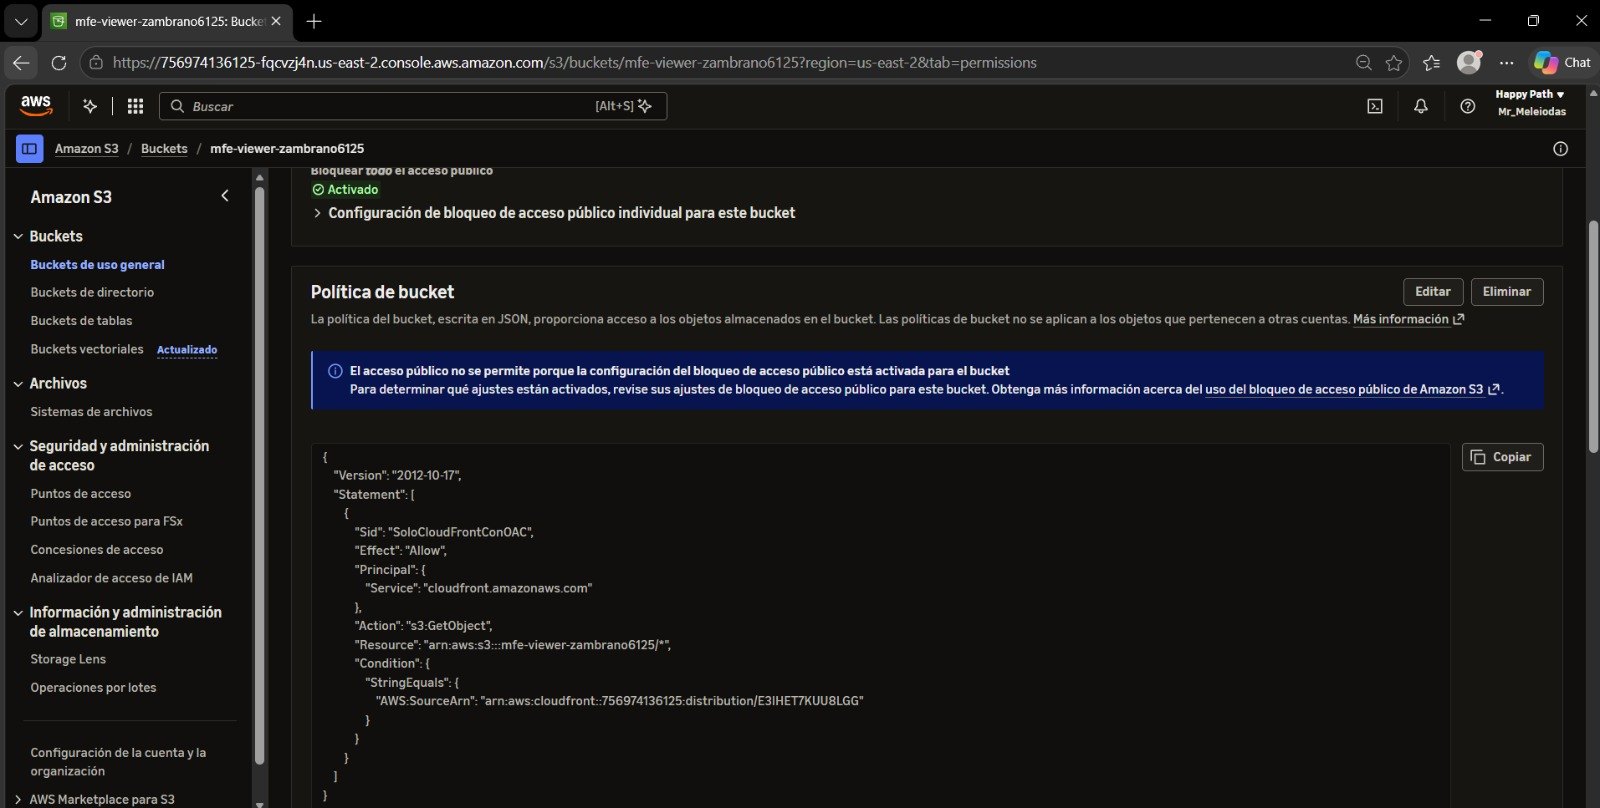 mfe-viewer-zambrano6125: Bucke
https://756974136125-fqcvzj4n.us-east-2.console.aws.amazon.com/s3/buckets/mfe-viewer-zambrano6125?region=us-east-2&tab=permissions
Chat
aws
Buscar
[Alt+S]
Happy Path
Mr_Meleiodas
Amazon S3 / Buckets / mfe-viewer-zambrano6125
Amazon S3
Buckets
Buckets de uso general
Buckets de directorio
Buckets de tablas
Buckets vectoriales Actualizado
Archivos
Sistemas de archivos
Seguridad y administración
de acceso
Puntos de acceso
Puntos de acceso para FSx
Concesiones de acceso
Analizador de acceso de IAM
Información y administración
de almacenamiento
Storage Lens
Operaciones por lotes
Configuración de la cuenta y la
organización
AWS Marketplace para S3
Bloquear todo el acceso público
Activado
Configuración de bloqueo de acceso público individual para este bucket
Política de bucket
Editar
Eliminar
La política del bucket, escrita en JSON, proporciona acceso a los objetos almacenados en el bucket. Las políticas de bucket no se aplican a los objetos que pertenecen a otras cuentas. Más información
El acceso público no se permite porque la configuración del bloqueo de acceso público está activada para el bucket
Para determinar qué ajustes están activados, revise sus ajustes de bloqueo de acceso público para este bucket. Obtenga más información acerca del uso del bloqueo de acceso público de Amazon S3.
Copiar
{
"Version": "2012-10-17",
"Statement": [
{
"Sid": "SoloCloudFrontConOAC",
"Effect": "Allow",
"Principal": {
"Service": "cloudfront.amazonaws.com"
},
"Action": "s3:GetObject",
"Resource": "arn:aws:s3:::mfe-viewer-zambrano6125/*",
"Condition": {
"StringEquals": {
"AWS:SourceArn": "arn:aws:cloudfront::756974136125:distribution/E3IHET7KUU8LGG"
}
}
}
]
}